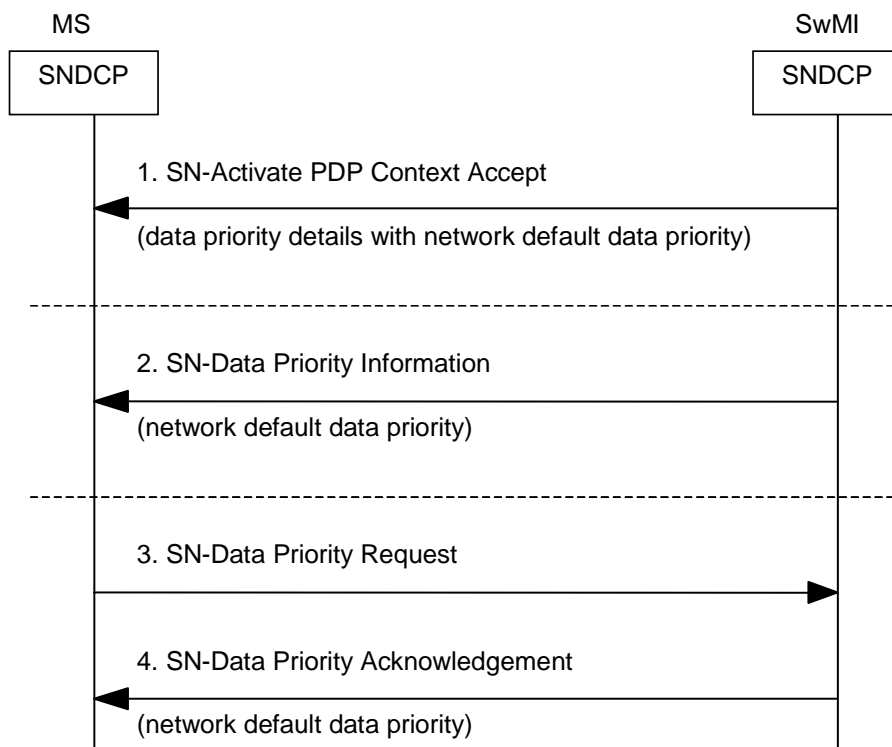 MS
SwMI
SNDCP
SNDCP
1. SN-Activate PDP Context Accept
(data priority details with network default data priority)
2. SN-Data Priority Information
(network default data priority)
3. SN-Data Priority Request
4. SN-Data Priority Acknowledgement
(network default data priority)